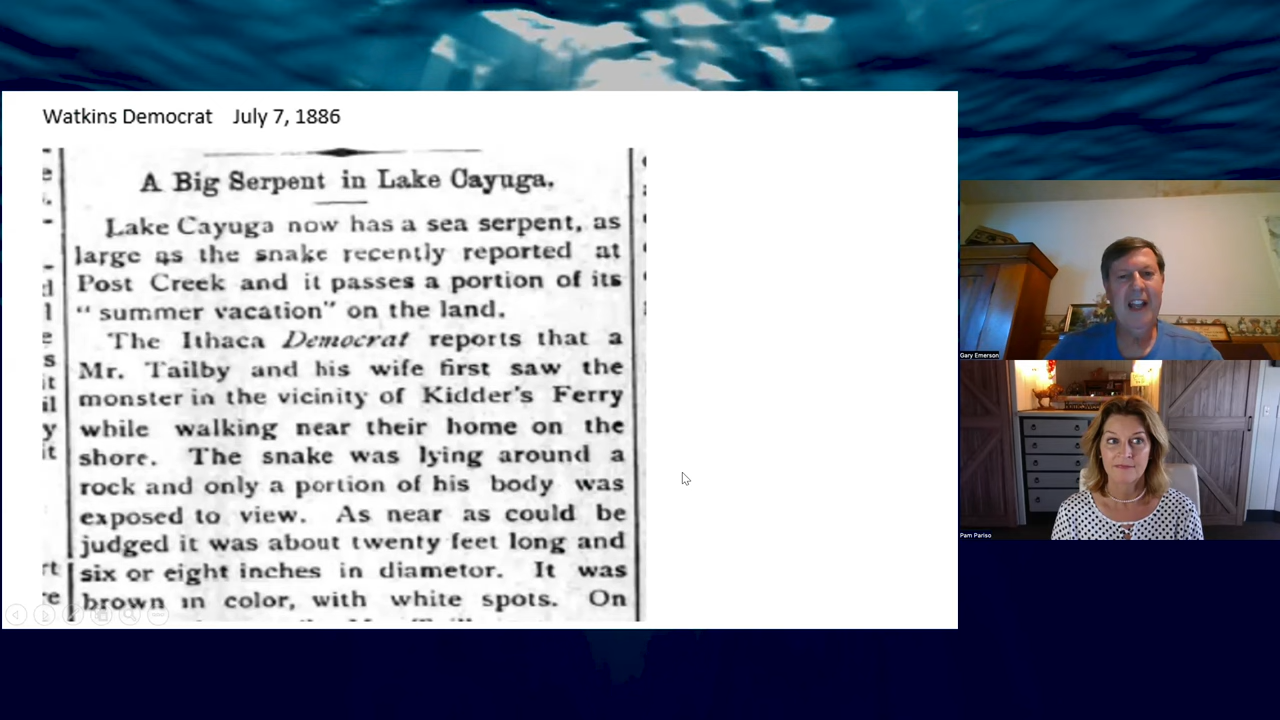 Watkins Democrat July 7, 1886
A Big Serpent in Lake Cayuga.
Lake Cayuga now has a sea serpent, as
large as the snake recently reported at
Post Creek and it passes a portion of its
“ summer vacation” on the land.
The Ithaca Democrat reports that a
Mr. Tailby and his wife first saw the
monster in the vicinity of Kidder's Ferry
while walking near their home on the
shore. The snake was lying around a
rock and only a portion of his body was
exposed to view. As near as could be
judged it was about twenty feet long and
six or eight inches in diametor. It was
brown in color, with white spots. On
Gary Emerson
Pam Pariso